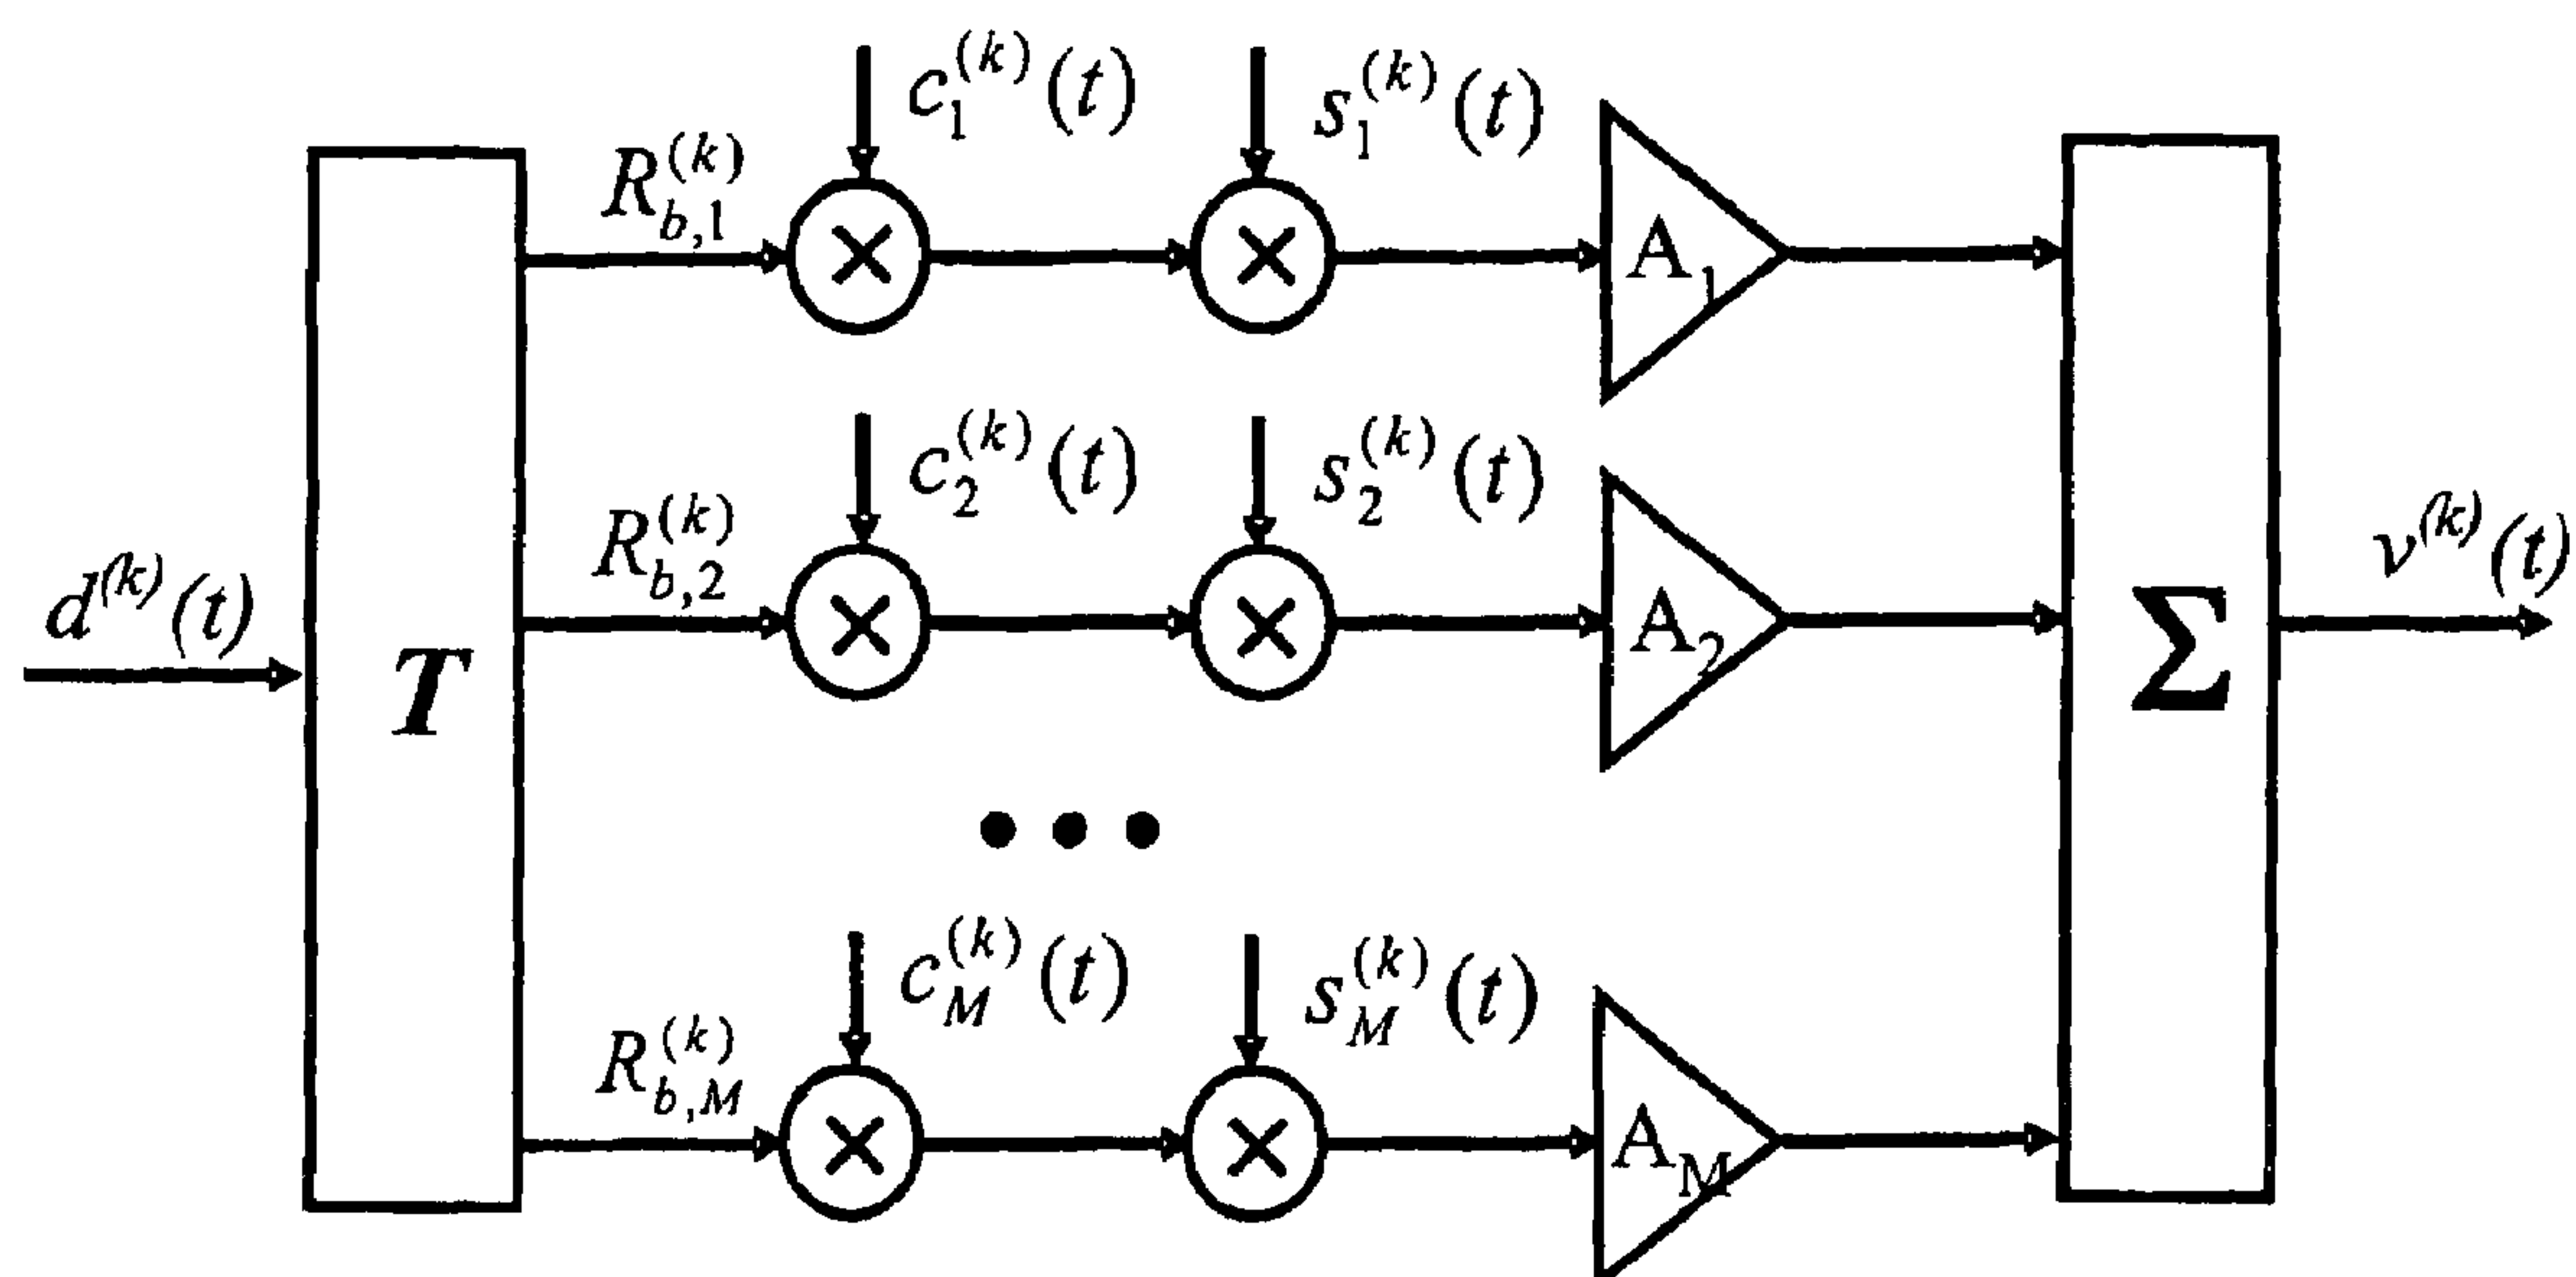 c_1^{(k)}(t)
s_1^{(k)}(t)
R_{b,1}^{(k)}
×
×
A_1
c_2^{(k)}(t)
s_2^{(k)}(t)
R_{b,2}^{(k)}
×
×
A_2
d^{(k)}(t)
T
Σ
v^{(k)}(t)
• • •
c_M^{(k)}(t)
s_M^{(k)}(t)
R_{b,M}^{(k)}
×
×
A_M